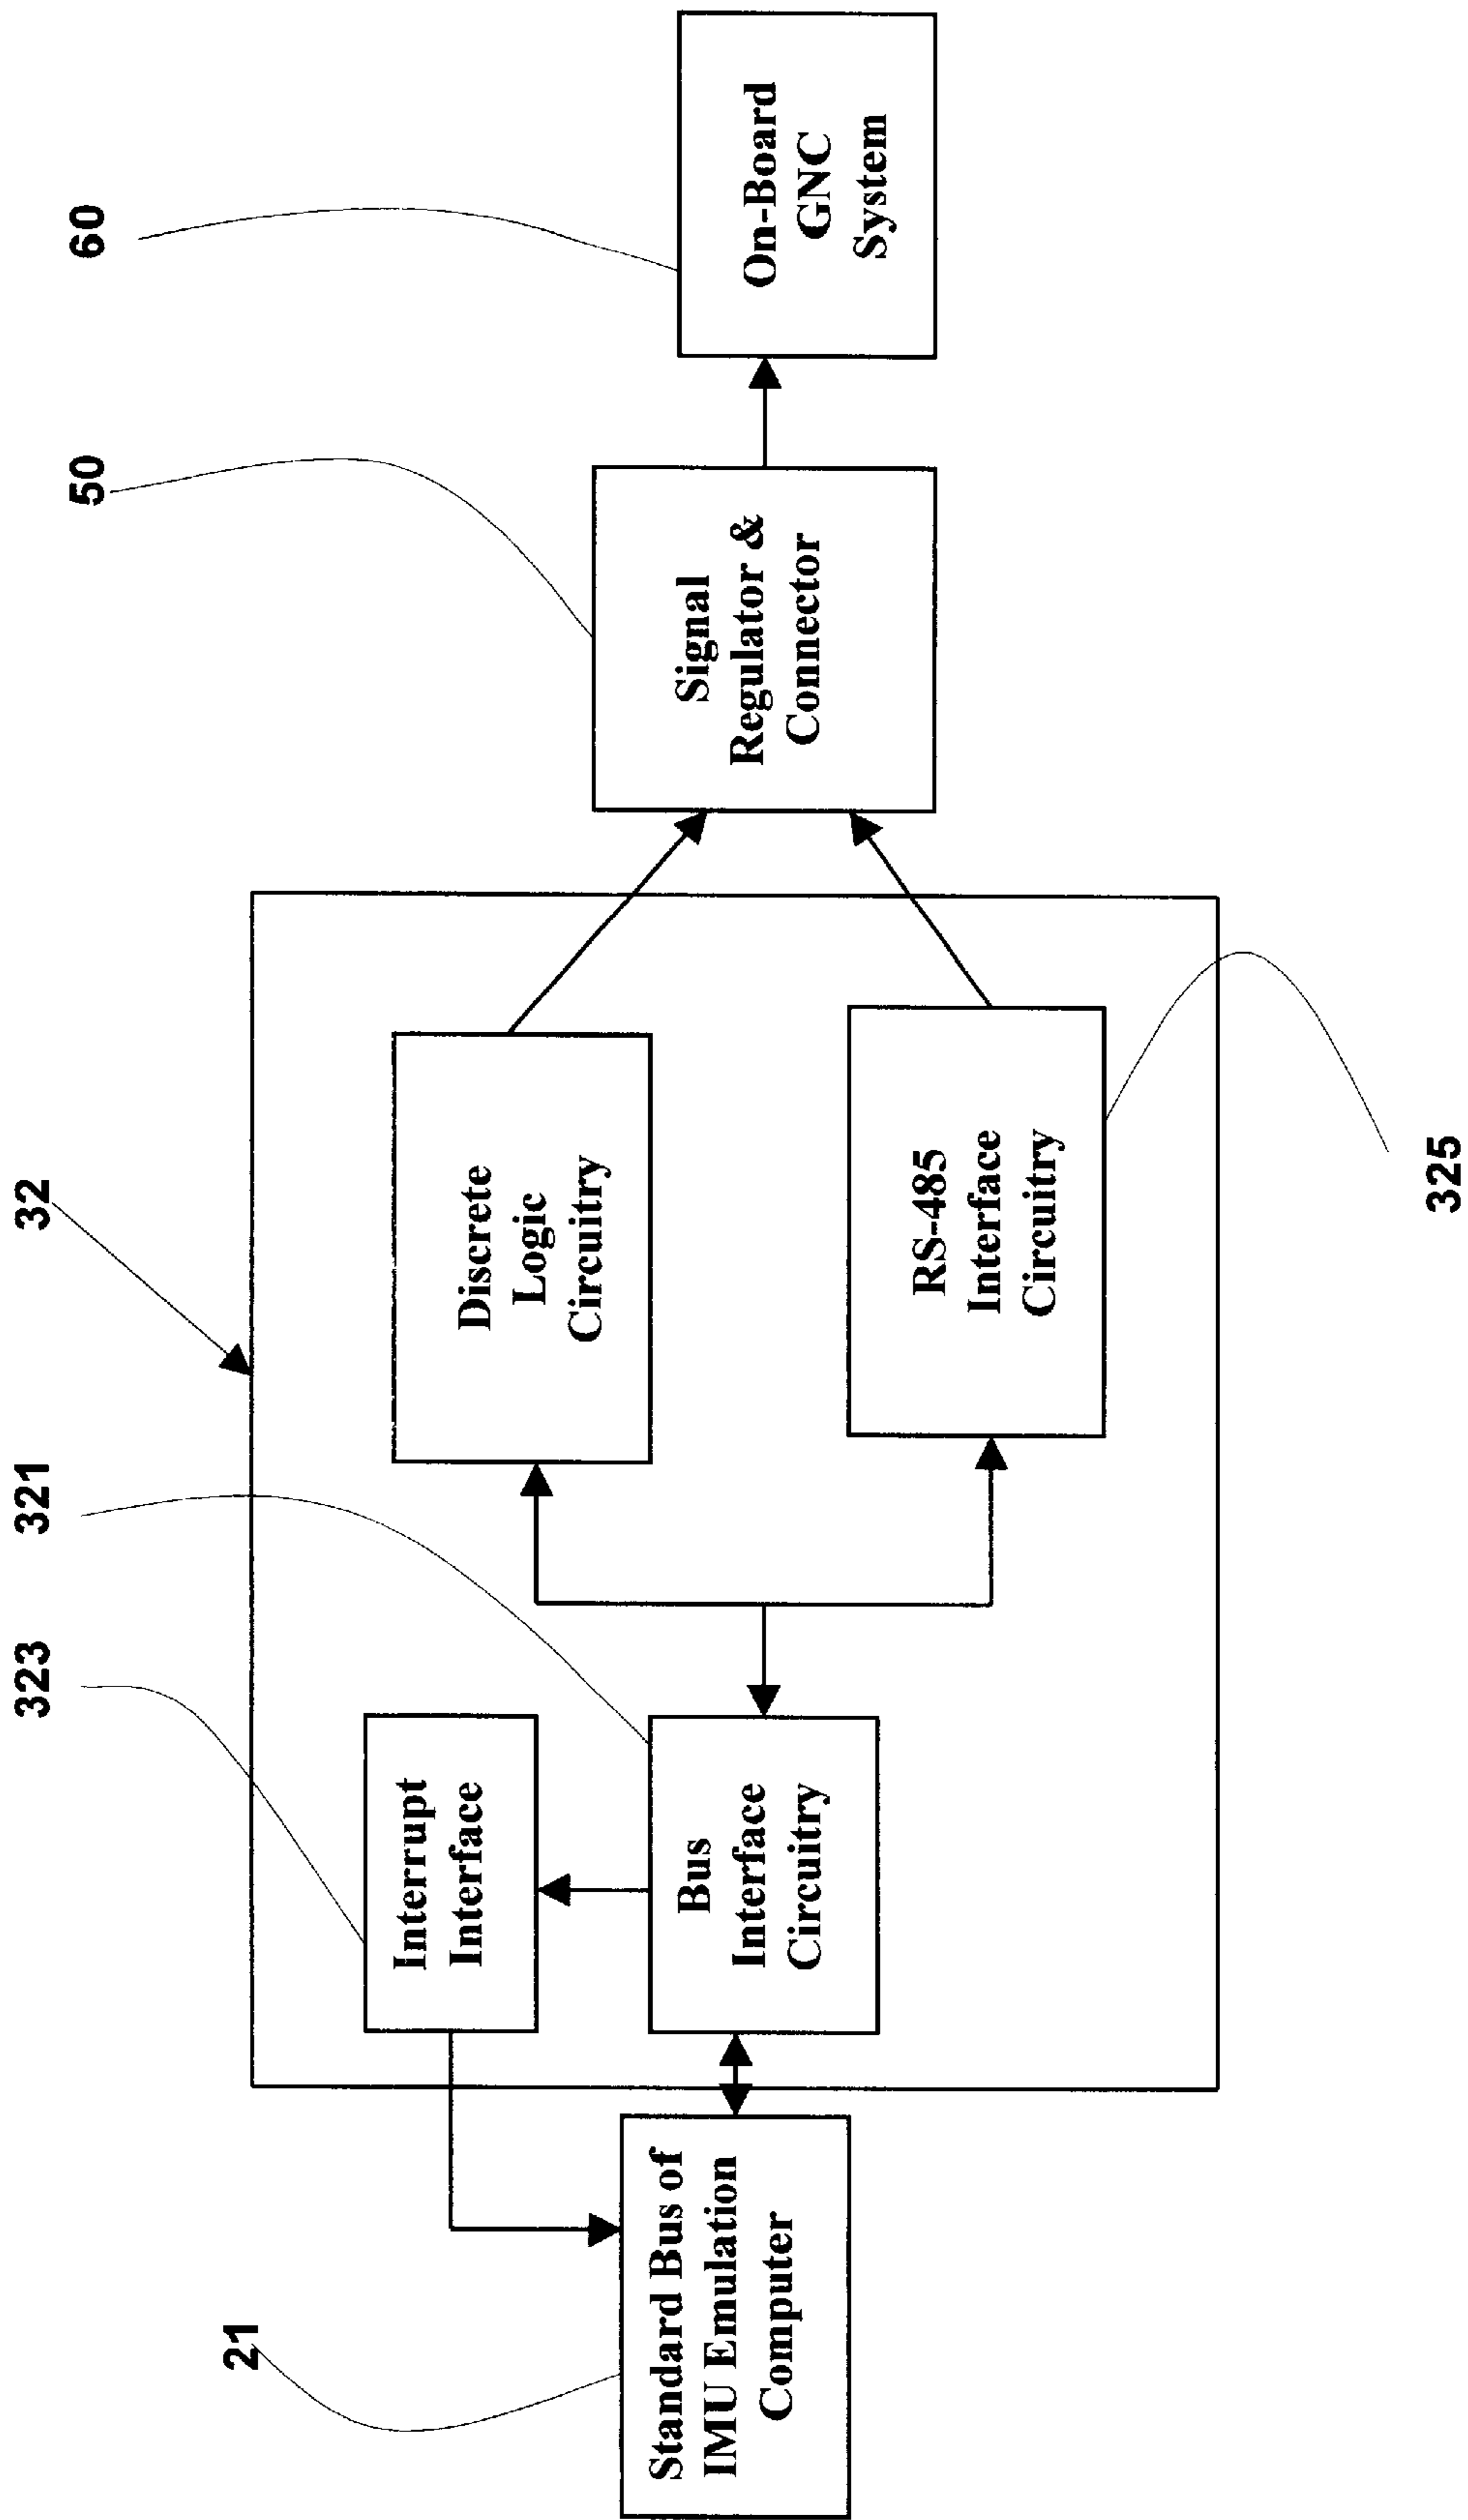 32
323
321
50
60
21
Interrupt
Interface
Discrete
Logic
Circuitry
Standard Bus of
IMU Emulation
Computer
Bus
Interface
Circuitry
Signal
Regulator &
Connector
On-Board
GNC
System
RS-485
Interface
Circuitry
325